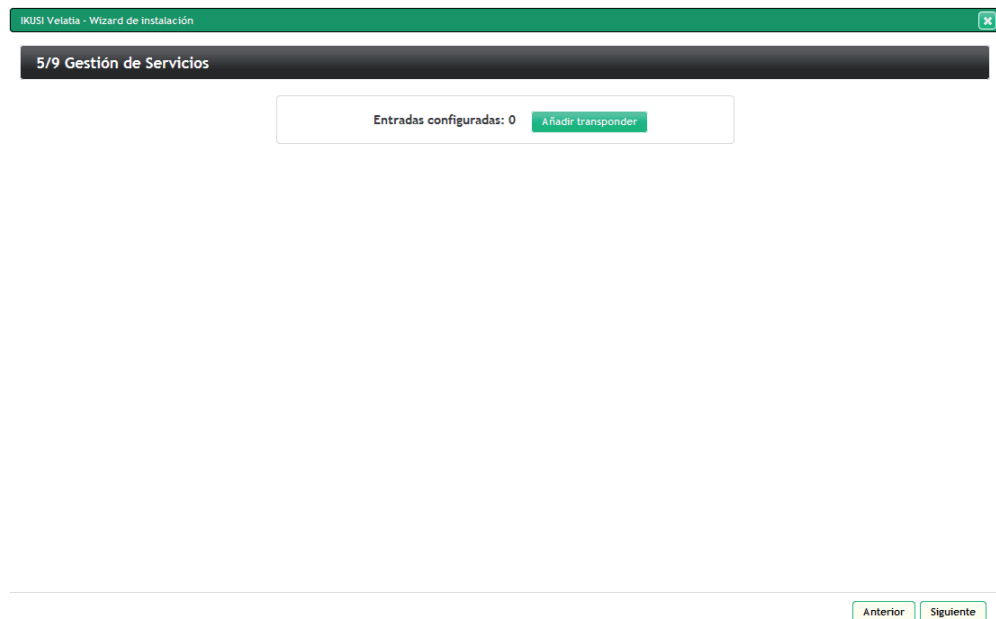 IKUSI Velatia - Wizard de instalación
5/9 Gestión de Servicios
Entradas configuradas: 0 Añadir transponder
Anterior Siguiente